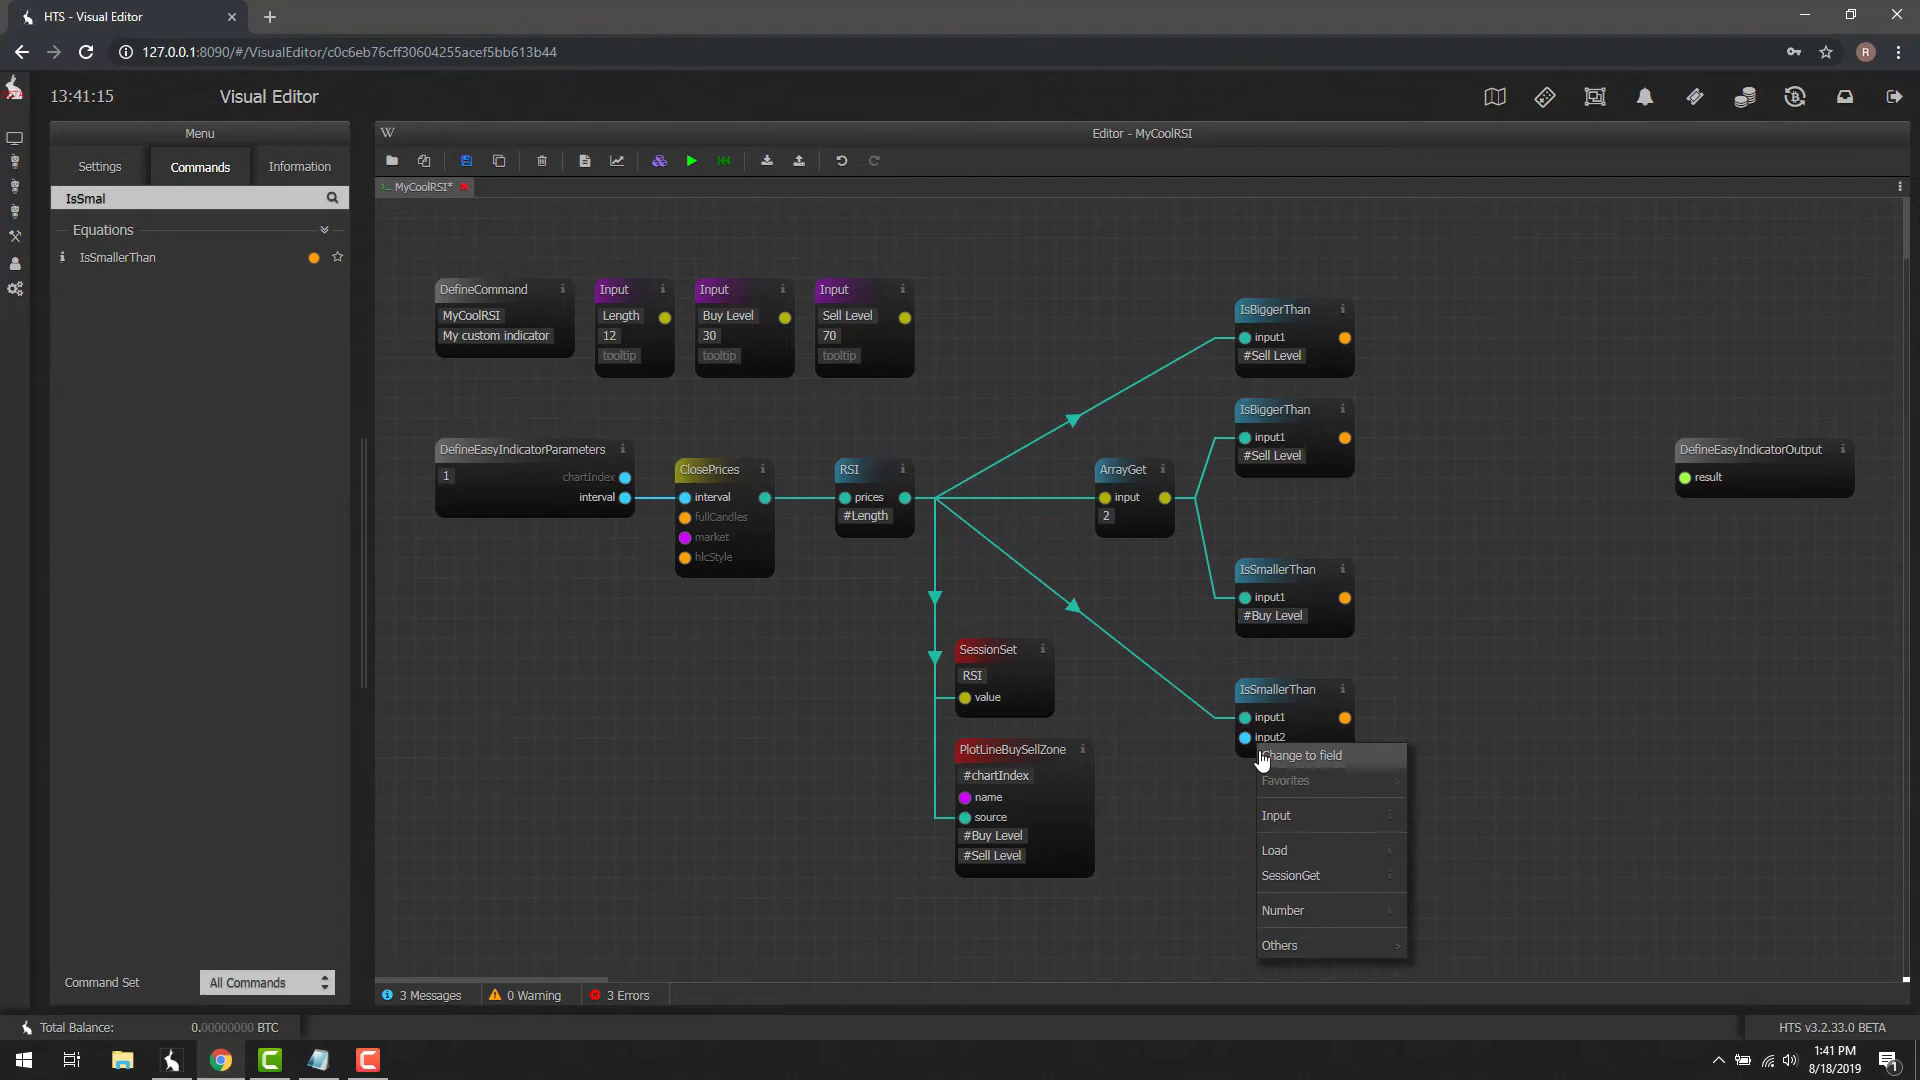 HTS - Visual Editor
127.0.0.1:8090/#/VisualEditor/c0c6eb76cff30604255acef5bb613b44
R
13:41:15
Visual Editor
Menu
Settings
Commands
Information
IsSmal
Equations
IsSmallerThan
Command Set
All Commands
W
Editor - MyCoolRSI
MyCoolRSI*
DefineCommand
MyCoolRSI
My custom indicator
Input
Length
12
tooltip
Input
Buy Level
30
tooltip
Input
Sell Level
70
tooltip
IsBiggerThan
input1
#Sell Level
IsBiggerThan
input1
#Sell Level
DefineEasyIndicatorParameters
1
chartIndex
interval
ClosePrices
interval
fullCandles
market
hlcStyle
RSI
prices
#Length
ArrayGet
input
2
DefineEasyIndicatorOutput
result
IsSmallerThan
input1
#Buy Level
SessionSet
RSI
value
IsSmallerThan
input1
input2
PlotLineBuySellZone
#chartIndex
name
source
#Buy Level
#Sell Level
Change to field
Favorites
Input
Load
SessionGet
Number
Others
3 Messages
0 Warning
3 Errors
Total Balance:
0.00000000 BTC
HTS v3.2.33.0 BETA
1:41 PM
8/18/2019
1